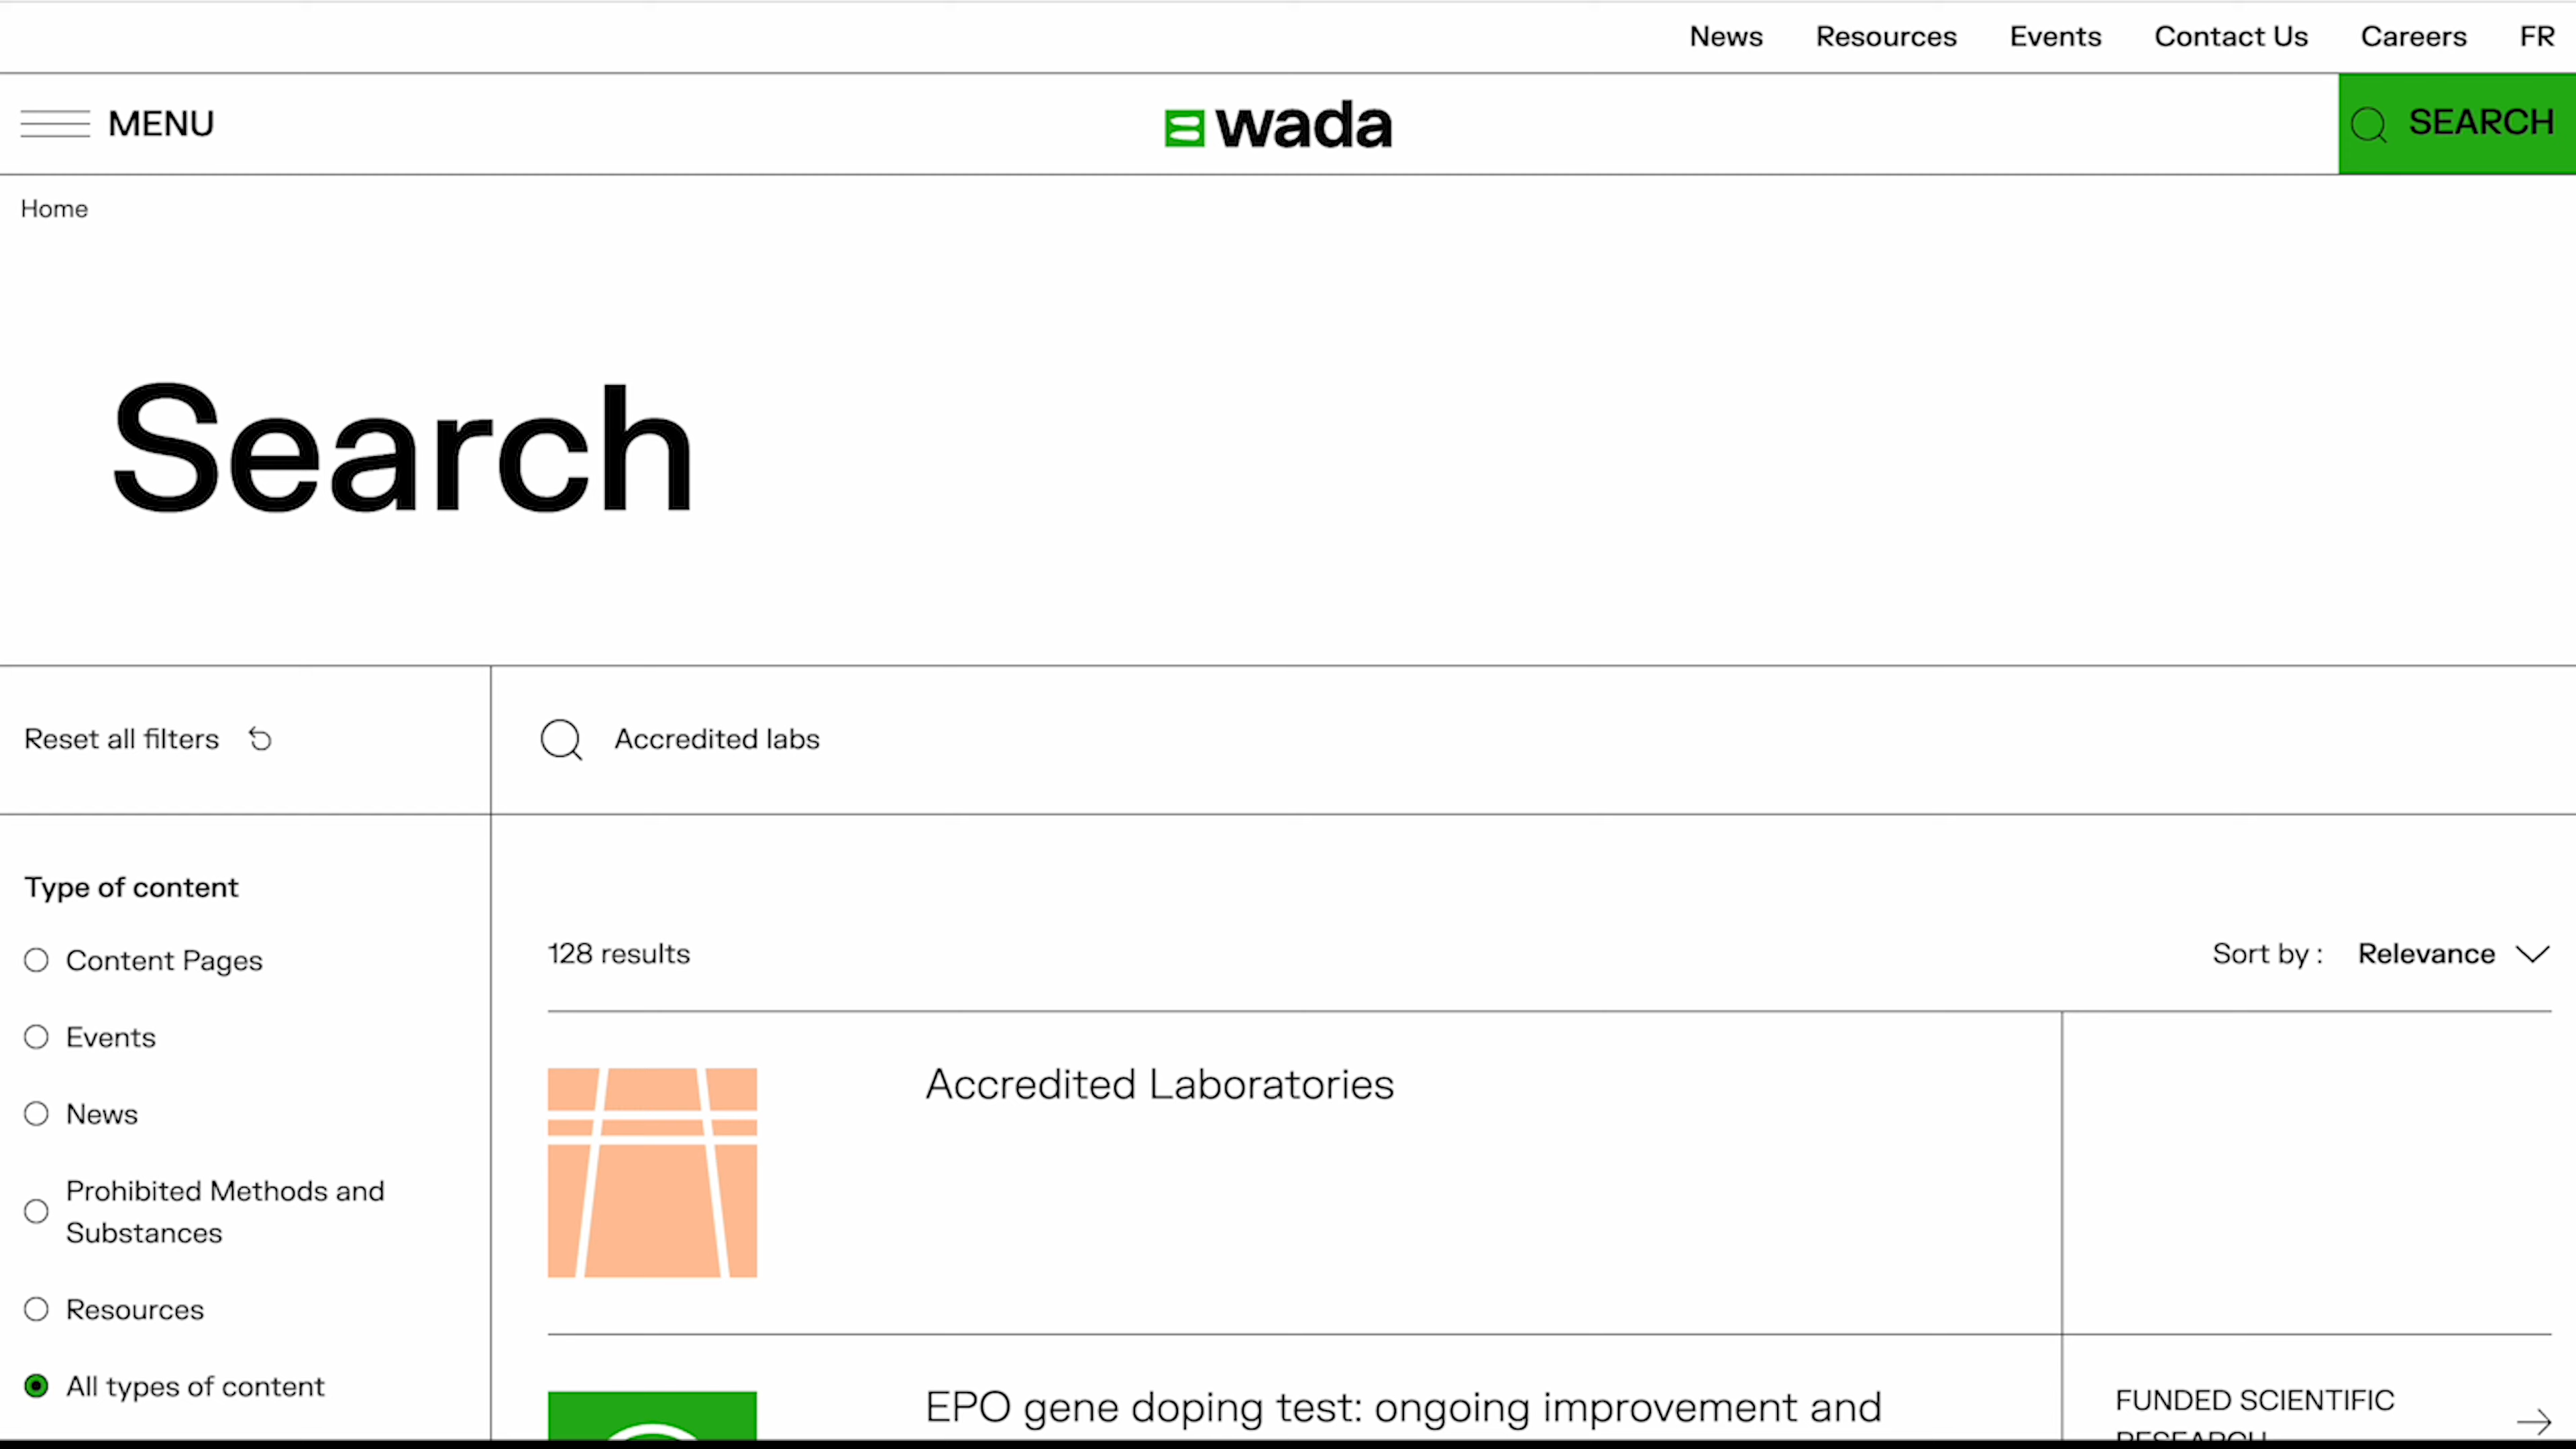 News Resources Events Contact Us Careers FR
MENU
wada
SEARCH
Home
Search
Reset all filters
Accredited labs
Type of content
Content Pages
Events
News
Prohibited Methods and
Substances
Resources
All types of content
128 results
Sort by : Relevance
Accredited Laboratories
EPO gene doping test: ongoing improvement and
FUNDED SCIENTIFIC
RESEARCH